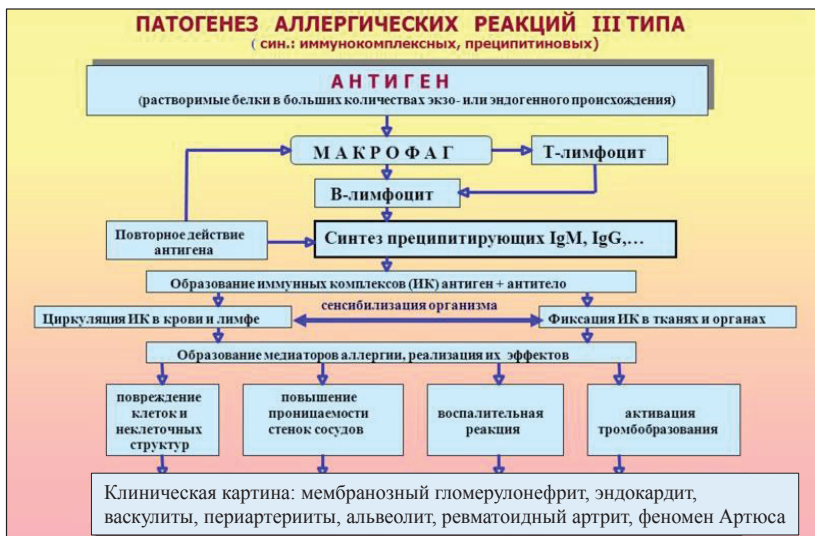 ПАТОГЕНЕЗ АЛЛЕРГИЧЕСКИХ РЕАКЦИЙ III ТИПА
( син.: иммунокомплексных, преципитиновых)
АНТИГЕН
(растворимые белки в больших количествах экзо- или эндогенного происхождения)
МАКРОФАГ
Т-лимфоцит
В-лимфоцит
Повторное действие
антигена
Синтез преципитирующих IgM, IgG,...
Образование иммунных комплексов (ИК) антиген + антитело
сенсибилизация организма
Циркуляция ИК в крови и лимфе
Фиксация ИК в тканях и органах
Образование медиаторов аллергии, реализация их эффектов
повреждение
клеток и
неклеточных
структур
повышение
проницаемости
стенок сосудов
воспалительная
реакция
активация
тромбобразования
Клиническая картина: мембранозный гломерулонефрит, эндокардит,
васкулиты, периартерииты, альвеолит, ревматоидный артрит, феномен Артюса